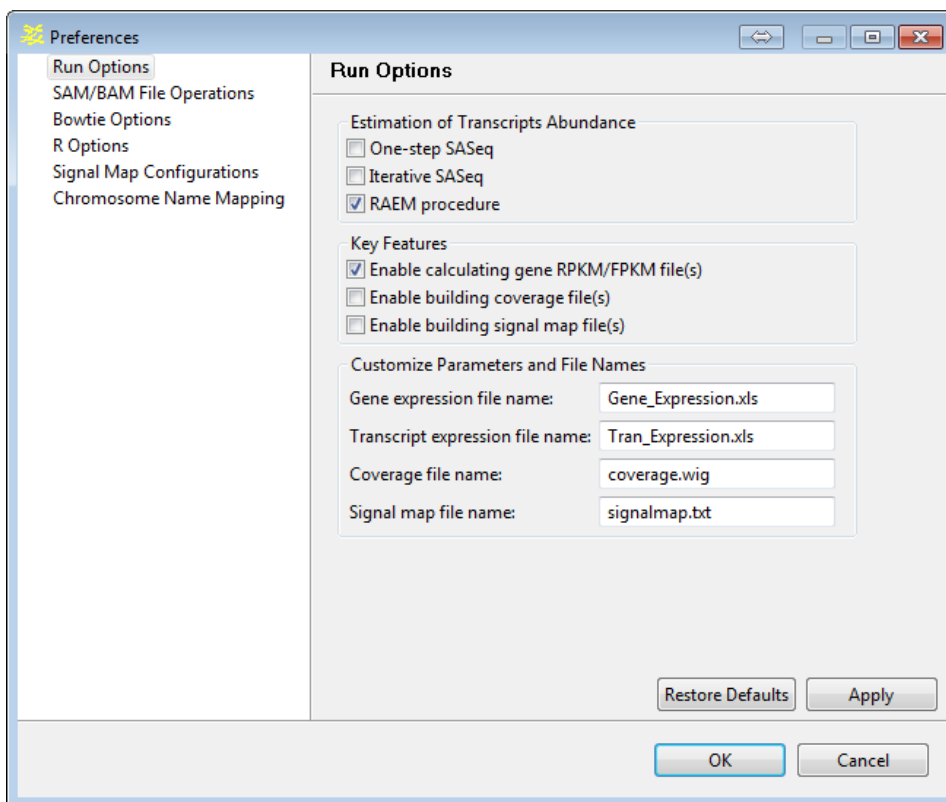 Preferences
Run Options
SAM/BAM File Operations
Bowtie Options
R Options
Signal Map Configurations
Chromosome Name Mapping
Run Options
Estimation of Transcripts Abundance
One-step SASeq
Iterative SASeq
RAEM procedure
Key Features
Enable calculating gene RPKM/FPKM file(s)
Enable building coverage file(s)
Enable building signal map file(s)
Customize Parameters and File Names
Gene expression file name: Gene_Expression.xls
Transcript expression file name: Tran_Expression.xls
Coverage file name: coverage.wig
Signal map file name: signalmap.txt
Restore Defaults Apply
OK Cancel